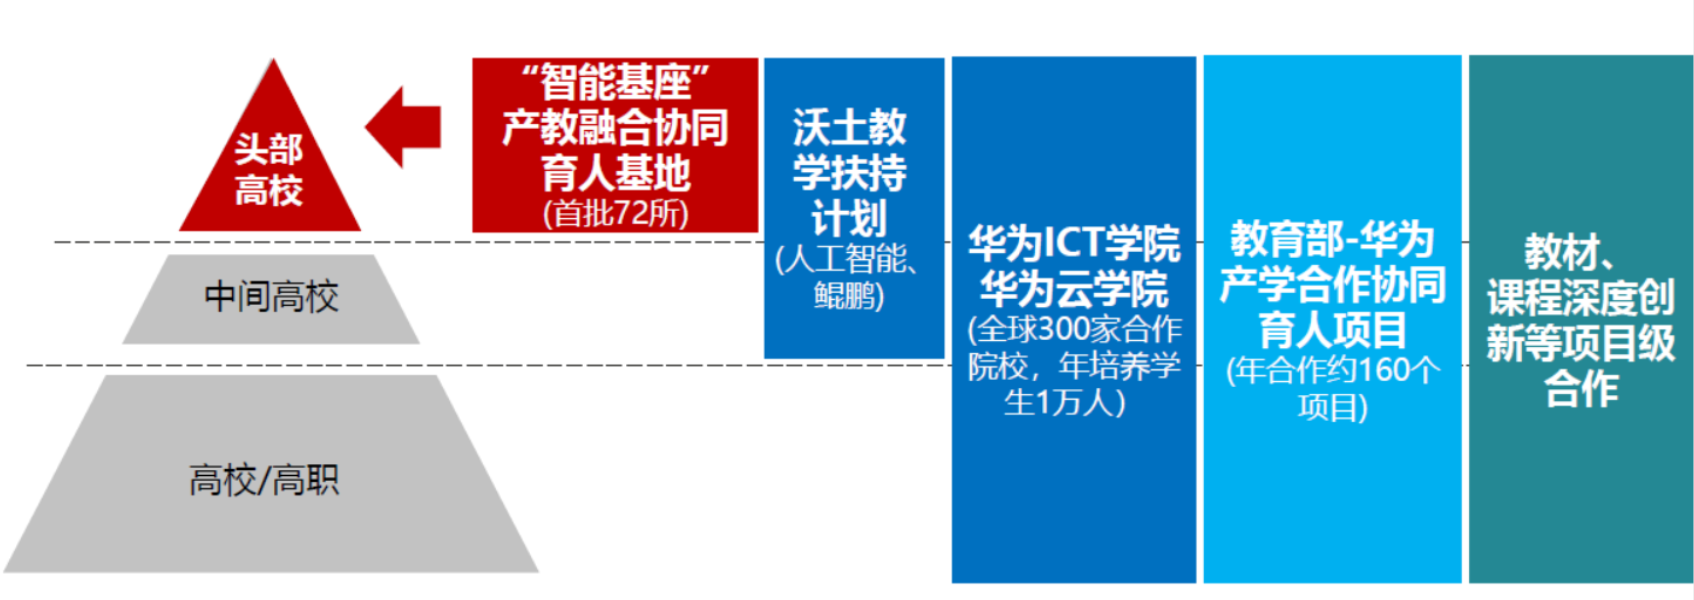 头部
高校
中间高校
高校/高职
“智能基座”
产教融合协同
育人基地
(首批72所)
沃土教
学扶持
计划
(人工智能、
鲲鹏)
华为ICT学院
华为云学院
(全球300家合作
院校，年培养学
生1万人）
教育部-华为
产学合作协同
育人项目
(年合作约160个
项目)
教材、
课程深度创
新等项目级
合作